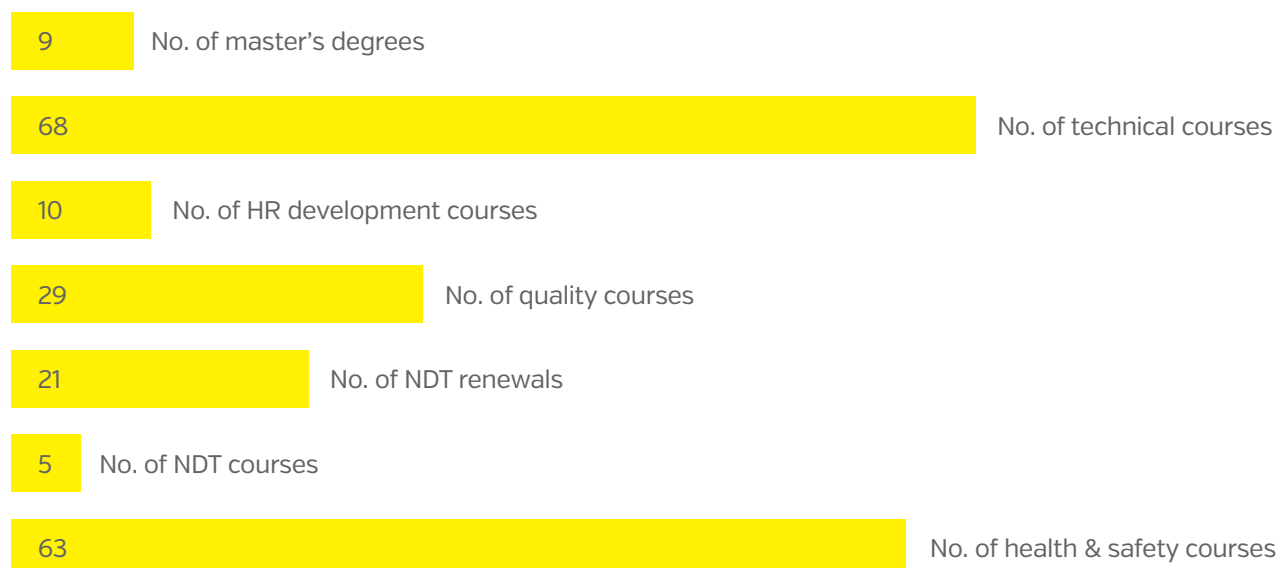 9 No. of master’s degrees
68 No. of technical courses
10 No. of HR development courses
29 No. of quality courses
21 No. of NDT renewals
5 No. of NDT courses
63 No. of health & safety courses